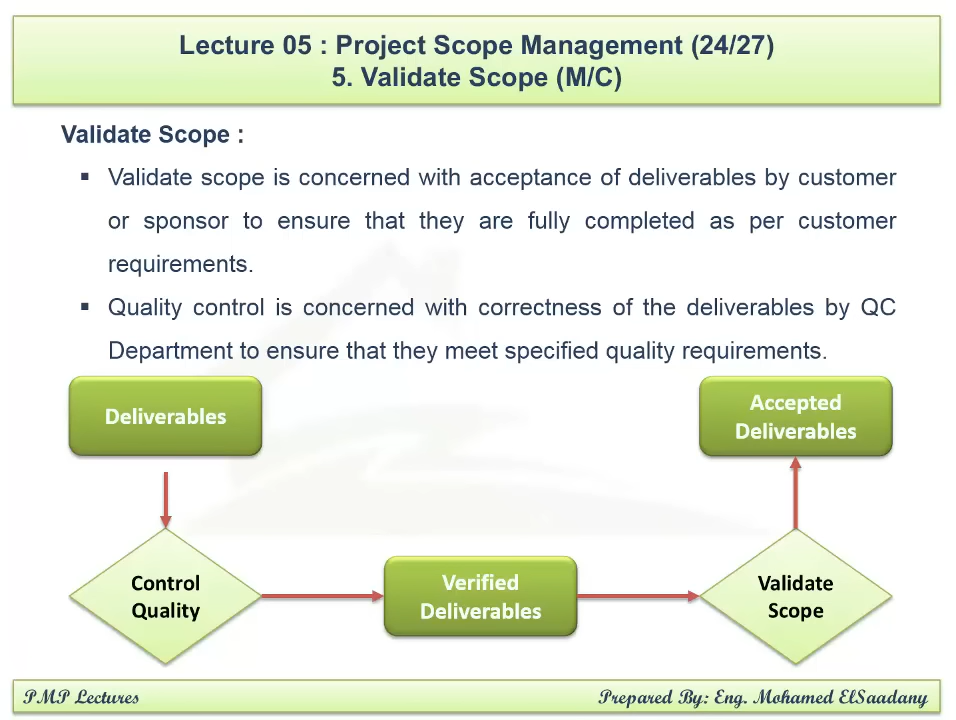 Lecture 05 : Project Scope Management (24/27)
5. Validate Scope (M/C)
Validate Scope :
▪ Validate scope is concerned with acceptance of deliverables by customer
or sponsor to ensure that they are fully completed as per customer
requirements.
▪ Quality control is concerned with correctness of the deliverables by QC
Department to ensure that they meet specified quality requirements.
Deliverables
Accepted
Deliverables
Control
Quality
Verified
Deliverables
Validate
Scope
PMP Lectures
Prepared By: Eng. Mohamed ElSaadany